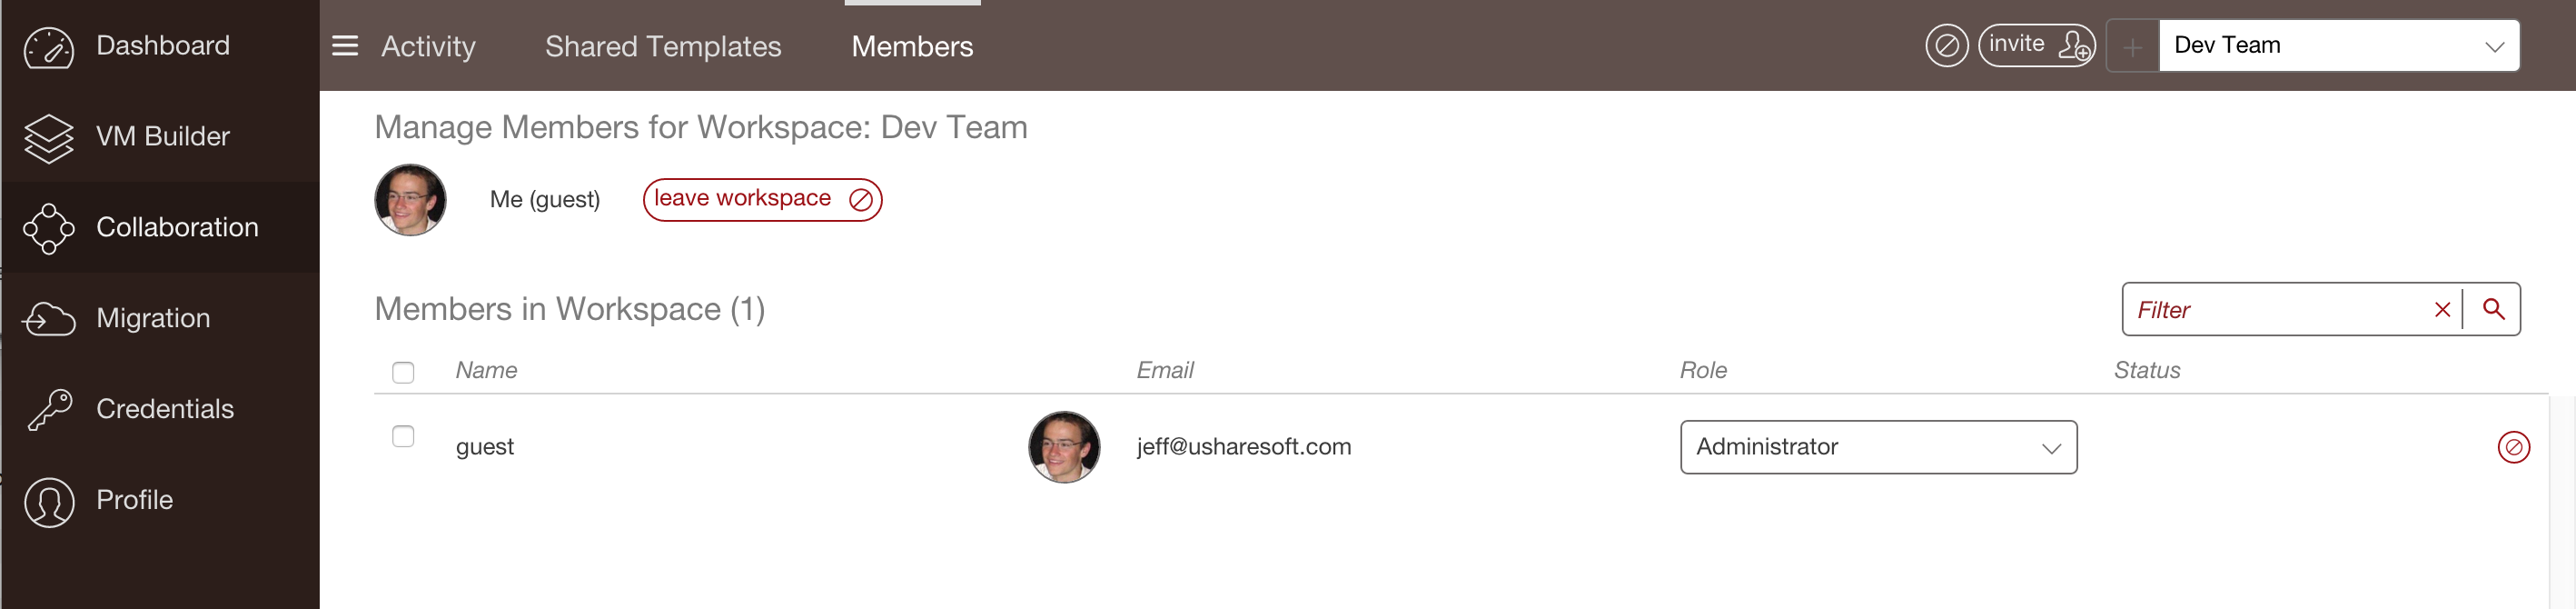 Dashboard
VM Builder
Collaboration
Migration
Credentials
Profile
Activity
Shared Templates
Members
invite
Dev Team
Manage Members for Workspace: Dev Team
Me (guest)
leave workspace
Members in Workspace (1)
Filter
Name
Email
Role
Status
guest
jeff@usharesoft.com
Administrator